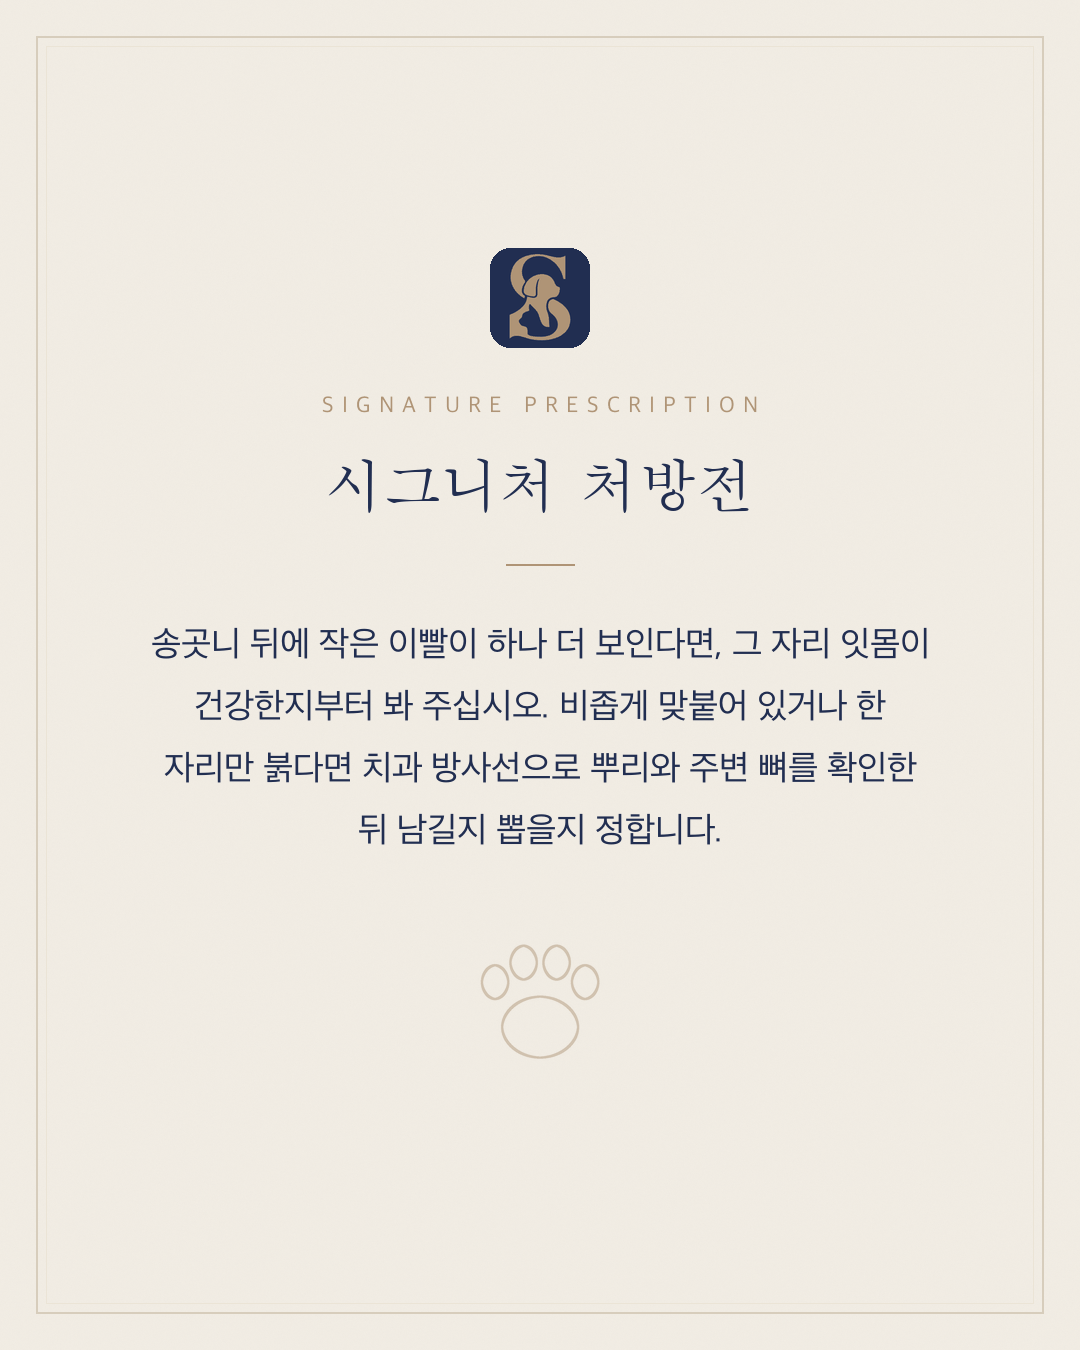 S
SIGNATURE PRESCRIPTION
시그니처 처방전
송곳니 뒤에 작은 이빨이 하나 더 보인다면, 그 자리 잇몸이
건강한지부터 봐 주십시오. 비좁게 맞붙어 있거나 한
자리만 붉다면 치과 방사선으로 뿌리와 주변 뼈를 확인한
뒤 남길지 뽑을지 정합니다.